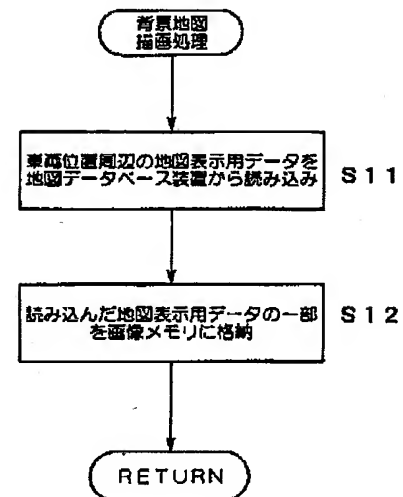 背景地図
描画処理
車両位置周辺の地図表示用データを
地図データベース装置から読み込み
S11
読み込んだ地図表示用データの一部
を画像メモリに格納
S12
RETURN